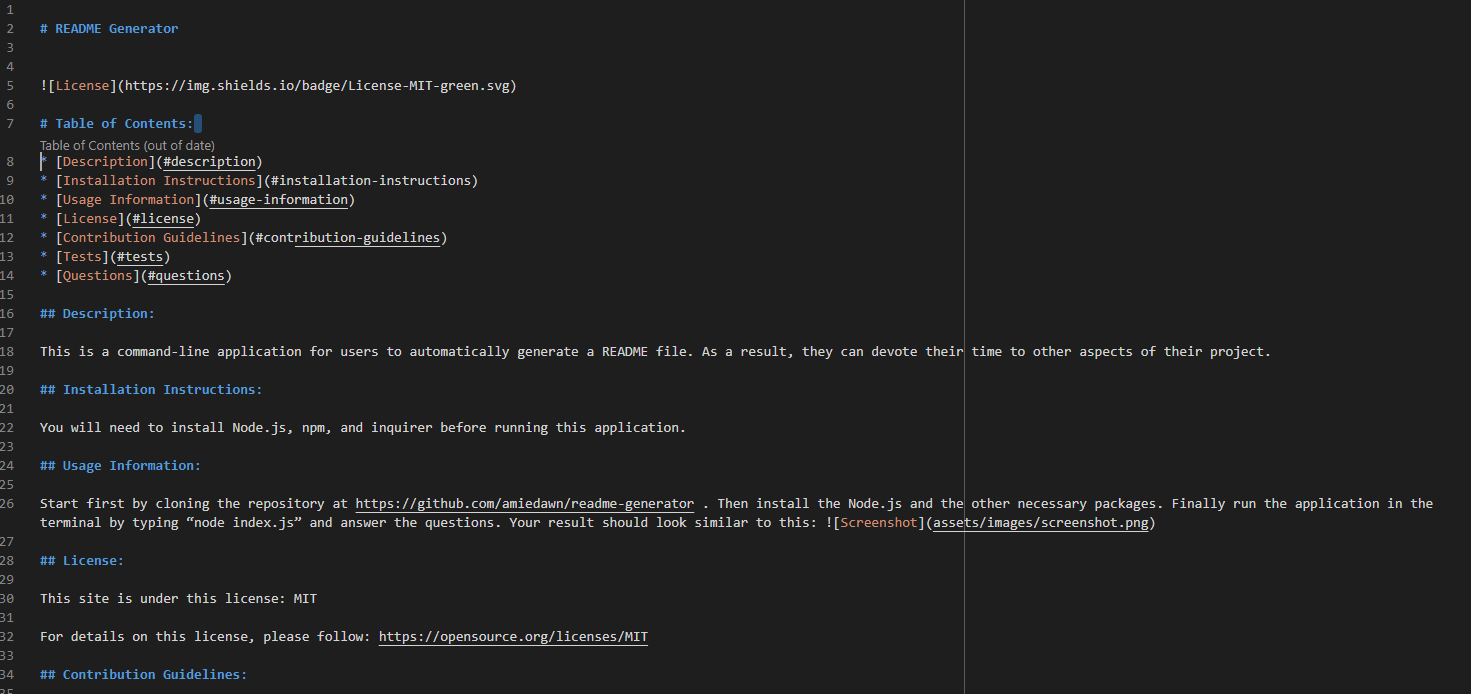 1
2 # README Generator
3
4
5 ![License](https://img.shields.io/badge/License-MIT-green.svg)
6
7 # Table of Contents:
Table of Contents (out of date)
8 * [Description](#description)
9 * [Installation Instructions](#installation-instructions)
10 * [Usage Information](#usage-information)
11 * [License](#license)
12 * [Contribution Guidelines](#contribution-guidelines)
13 * [Tests](#tests)
14 * [Questions](#questions)
15
16 ## Description:
17
18 This is a command-line application for users to automatically generate a README file. As a result, they can devote their time to other aspects of their project.
19
20 ## Installation Instructions:
21
22 You will need to install Node.js, npm, and inquirer before running this application.
23
24 ## Usage Information:
25
26 Start first by cloning the repository at https://github.com/amiedawn/readme-generator . Then install the Node.js and the other necessary packages. Finally run the application in the
terminal by typing “node index.js” and answer the questions. Your result should look similar to this: ![Screenshot](assets/images/screenshot.png)
27
28 ## License:
29
30 This site is under this license: MIT
31
32 For details on this license, please follow: https://opensource.org/licenses/MIT
33
34 ## Contribution Guidelines:
35